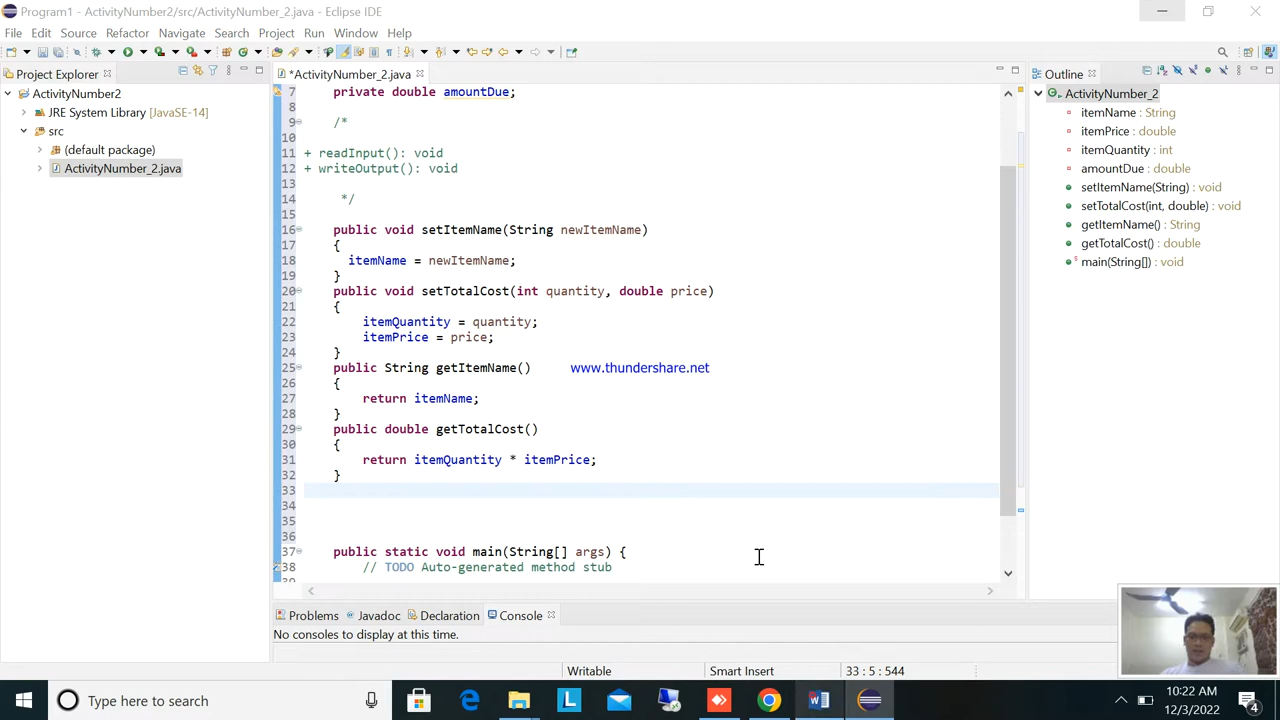 Program1 - ActivityNumber2/src/ActivityNumber_2.java - Eclipse IDE
File Edit Source Refactor Navigate Search Project Run Window Help
Project Explorer
ActivityNumber2
JRE System Library [JavaSE-14]
src
(default package)
ActivityNumber_2.java
*ActivityNumber_2.java
7 private double amountDue;
8
9 /*
10
11 + readInput(): void
12 + writeOutput(): void
13
14 */
15
16 public void setItemName(String newItemName)
17 {
18 itemName = newItemName;
19 }
20 public void setTotalCost(int quantity, double price)
21 {
22 itemQuantity = quantity;
23 itemPrice = price;
24 }
25 public String getItemName()
www.thundershare.net
26 {
27 return itemName;
28 }
29 public double getTotalCost()
30 {
31 return itemQuantity * itemPrice;
32 }
33
34
35
36
37 public static void main(String[] args) {
38 // TODO Auto-generated method stub
Outline
ActivityNumber_2
itemName : String
itemPrice : double
itemQuantity : int
amountDue : double
setItemName(String) : void
setTotalCost(int, double) : void
getItemName() : String
getTotalCost() : double
main(String[]) : void
Problems Javadoc Declaration Console
No consoles to display at this time.
Writable Smart Insert 33 : 5 : 544
Type here to search
10:22 AM
12/3/2022
4